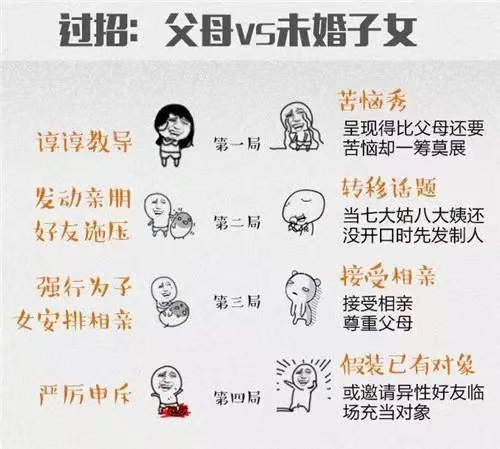 过招：父母vs未婚子女
谆谆教导
第一局
苦恼秀
呈现得比父母还要
苦恼却一筹莫展
发动亲朋
好友施压
第二局
转移话题
当七大姑八大姨还
没开口时先发制人
强行为子
女安排相亲
第三局
接受相亲
接受相亲
尊重父母
严厉申斥
第四局
假装已有对象
或邀请异性好友临
场充当对象